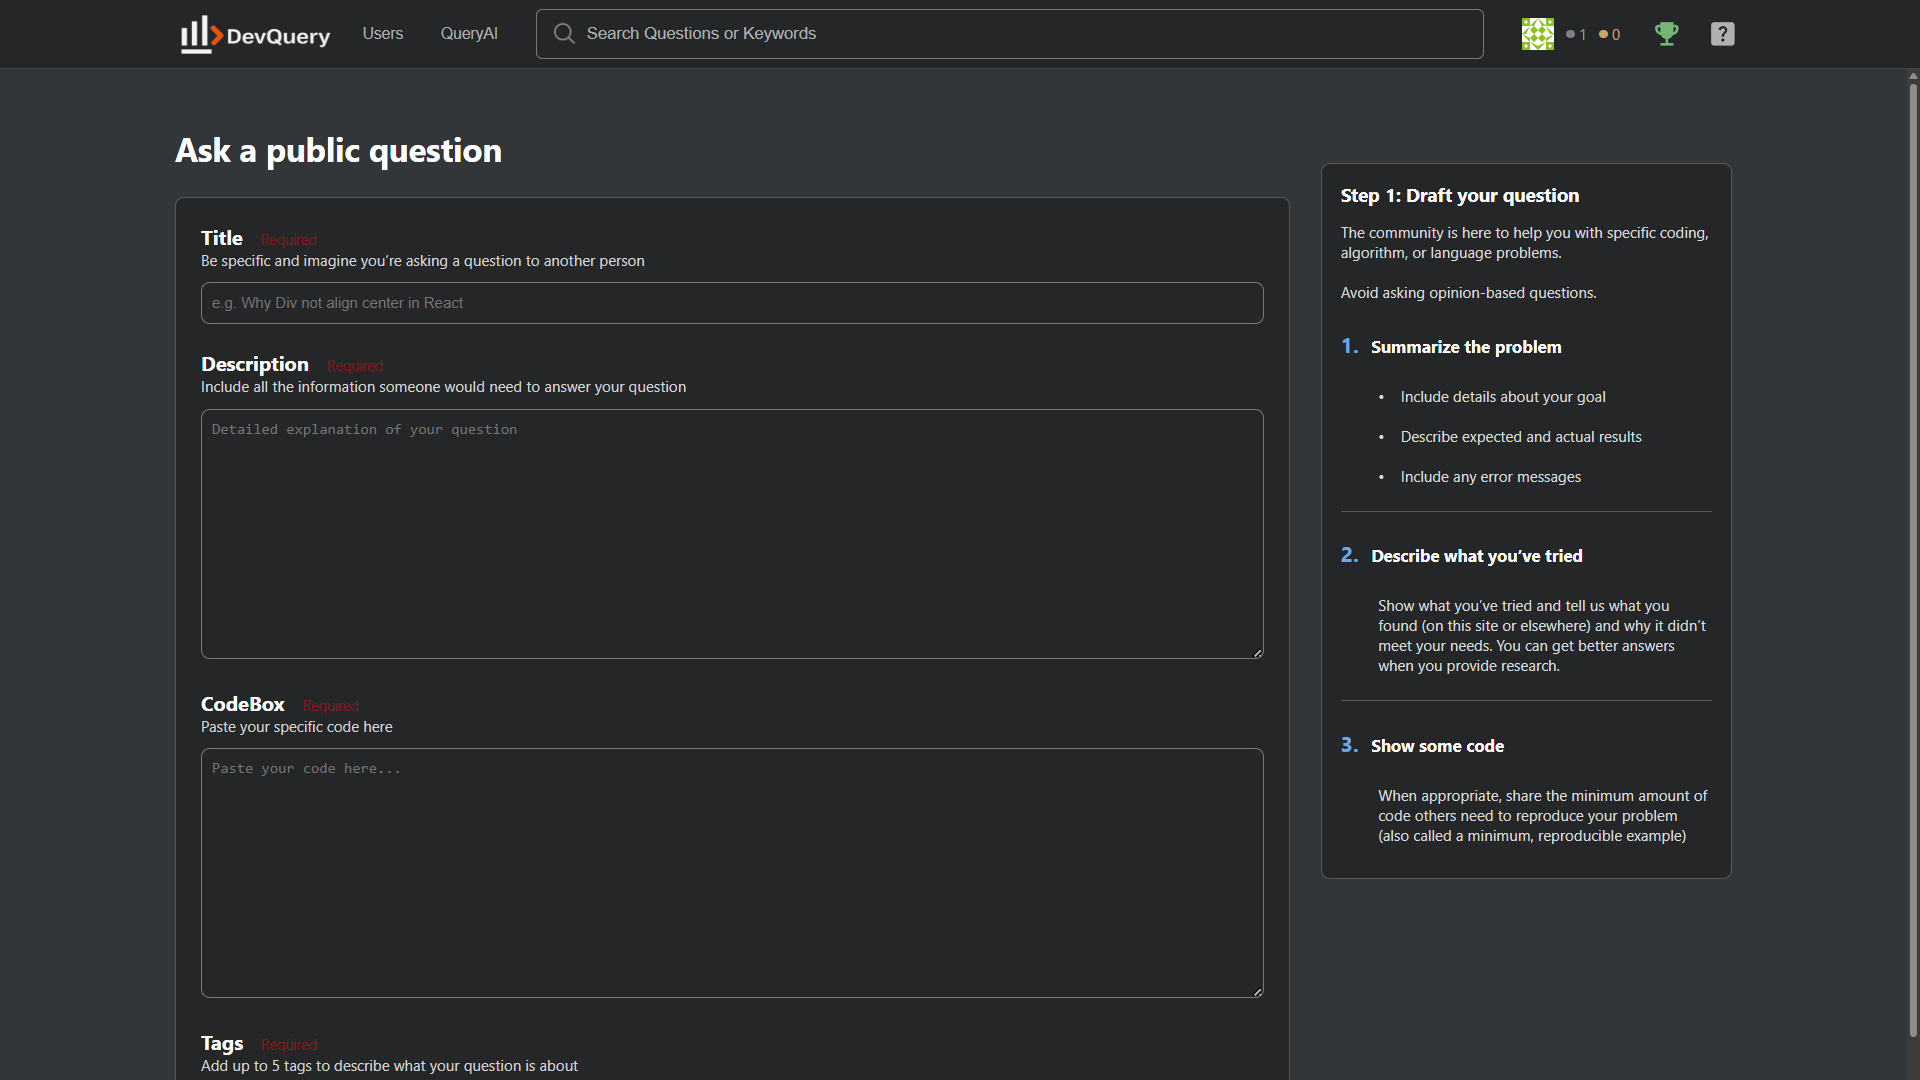 DevQuery
Users
QueryAI
Search Questions or Keywords
1
0
?
Ask a public question
Title Required
Be specific and imagine you’re asking a question to another person
e.g. Why Div not align center in React
Description Required
Include all the information someone would need to answer your question
Detailed explanation of your question
CodeBox Required
Paste your specific code here
Paste your code here...
Tags Required
Add up to 5 tags to describe what your question is about
Step 1: Draft your question
The community is here to help you with specific coding,
algorithm, or language problems.
Avoid asking opinion-based questions.
1. Summarize the problem
• Include details about your goal
• Describe expected and actual results
• Include any error messages
2. Describe what you’ve tried
Show what you’ve tried and tell us what you
found (on this site or elsewhere) and why it didn’t
meet your needs. You can get better answers
when you provide research.
3. Show some code
When appropriate, share the minimum amount of
code others need to reproduce your problem
(also called a minimum, reproducible example)